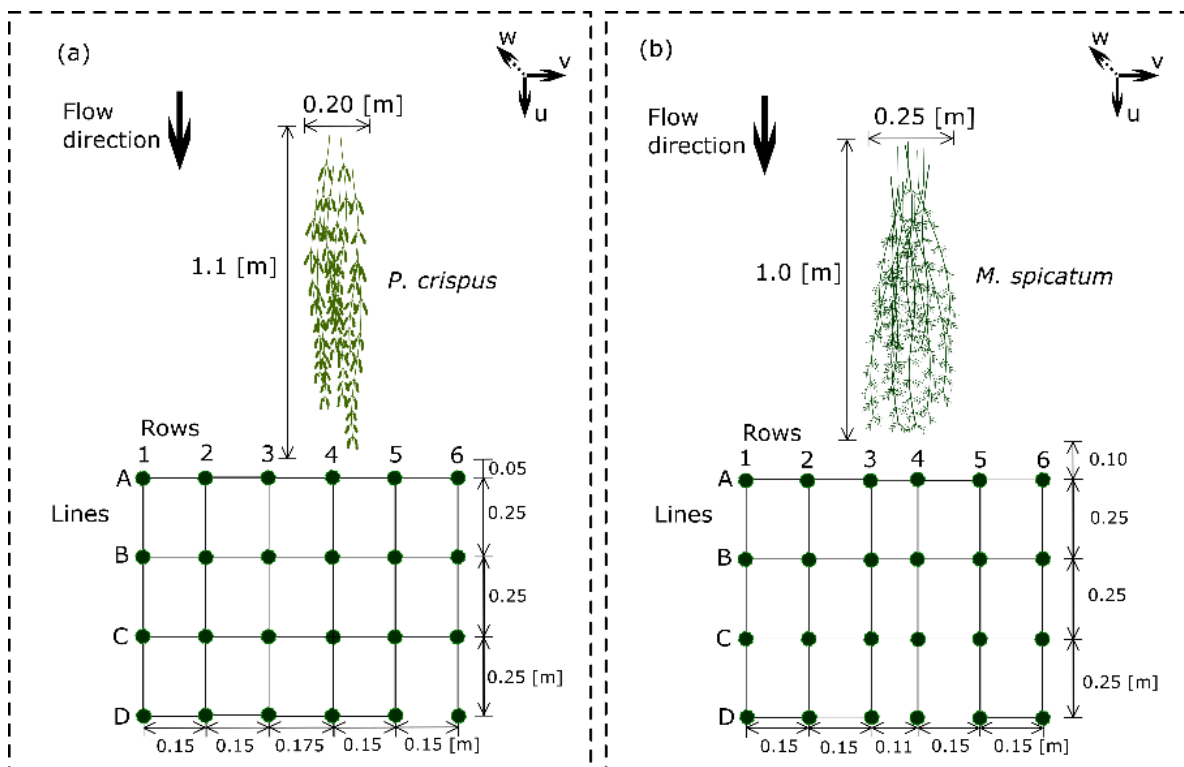 (a)
w
v
u
Flow
direction
0.20 [m]
1.1 [m]
P. crispus
Rows
1 2 3 4 5 6
A
B
C
D
Lines
0.05
0.25
0.25
0.25 [m]
0.15 0.15 0.175 0.15 0.15 [m]
(b)
w
v
u
Flow
direction
0.25 [m]
1.0 [m]
M. spicatum
Rows
1 2 3 4 5 6
A
B
C
D
Lines
0.10
0.25
0.25
0.25 [m]
0.15 0.15 0.11 0.15 0.15 [m]